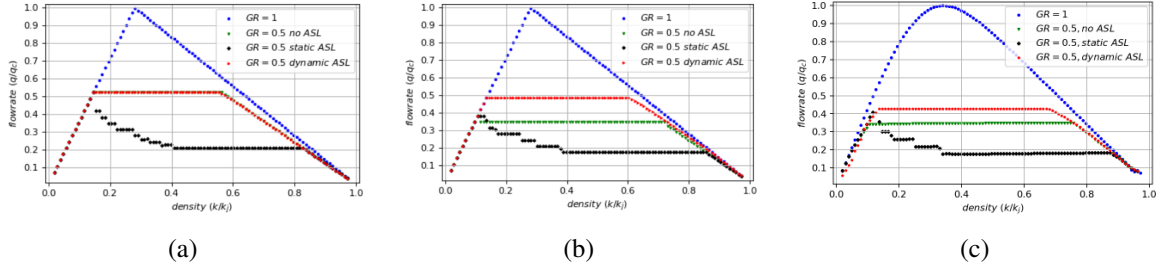 1.0
0.9
0.8
0.7
0.6
0.5
0.4
0.3
0.2
0.1
flowrate (q/qc)
GR = 1
GR = 0.5 no ASL
GR = 0.5 static ASL
GR = 0.5 dynamic ASL
0.0 0.2 0.4 0.6 0.8 1.0
density (k/kj)
(a)
1.0
0.9
0.8
0.7
0.6
0.5
0.4
0.3
0.2
0.1
flowrate (q/qc)
GR = 1
GR = 0.5 no ASL
GR = 0.5 static ASL
GR = 0.5 dynamic ASL
0.0 0.2 0.4 0.6 0.8 1.0
density (k/kj)
(b)
1.0
0.9
0.8
0.7
0.6
0.5
0.4
0.3
0.2
0.1
flowrate (q/qc)
GR = 1
GR = 0.5, no ASL
GR = 0.5, static ASL
GR = 0.5, dynamic ASL
0.0 0.2 0.4 0.6 0.8 1.0
density (k/kj)
(c)